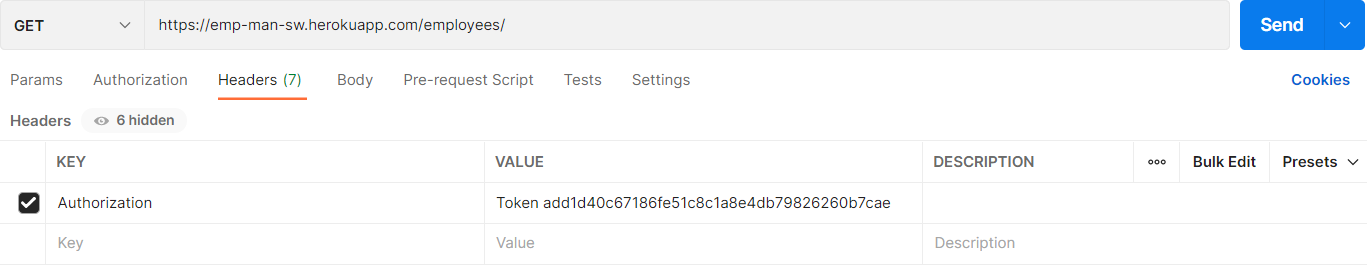 GET https://emp-man-sw.herokuapp.com/employees/ Send
Params Authorization Headers (7) Body Pre-request Script Tests Settings Cookies
Headers 6 hidden
KEY VALUE DESCRIPTION Bulk Edit Presets
Authorization Token add1d40c67186fe51c8c1a8e4db79826260b7cae
Key Value Description